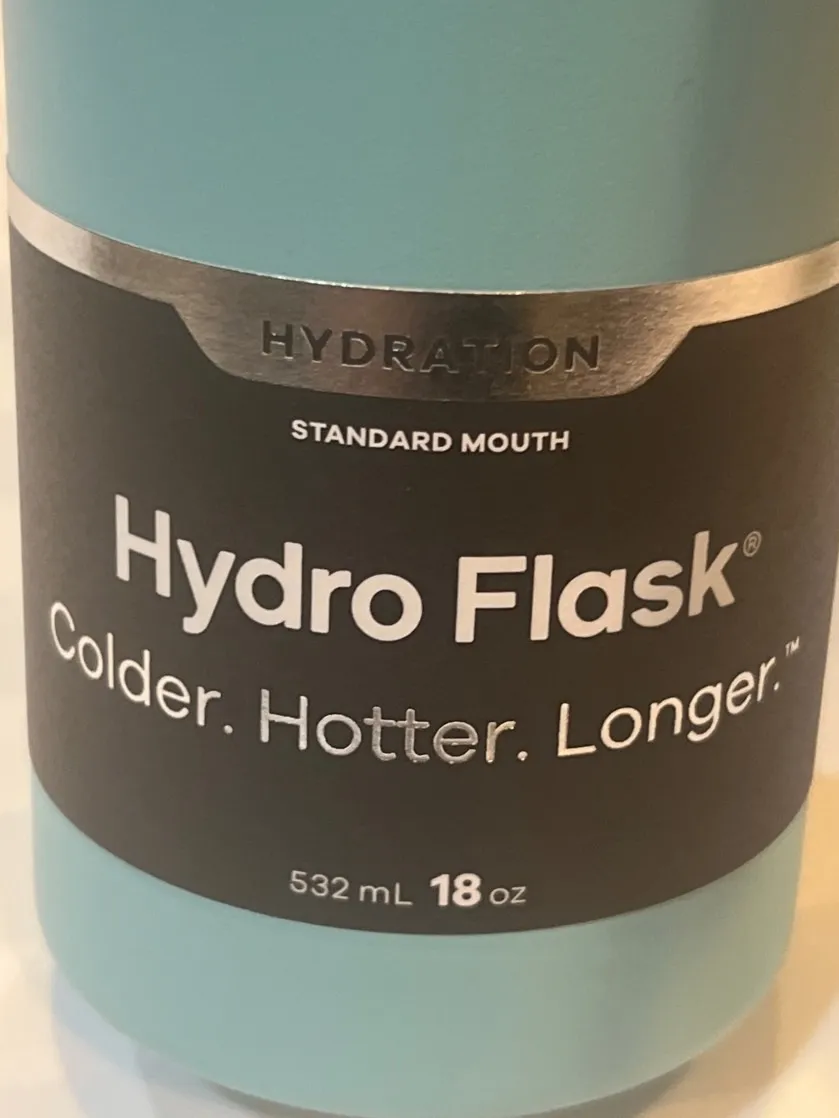 HYDRATION
STANDARD MOUTH
Hydro Flask®
Colder. Hotter. Longer.™
532 mL 18 oz